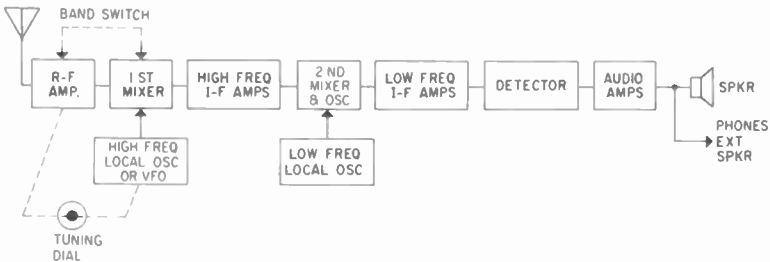 BAND SWITCH
R-F
AMP.
1 ST
MIXER
HIGH FREQ
I-F AMPS
2 ND
MIXER
& OSC
LOW FREQ
I-F AMPS
DETECTOR
AUDIO
AMPS
SPKR
PHONES
EXT
SPKR
HIGH FREQ
LOCAL OSC
OR VFO
LOW FREQ
LOCAL OSC
TUNING
DIAL